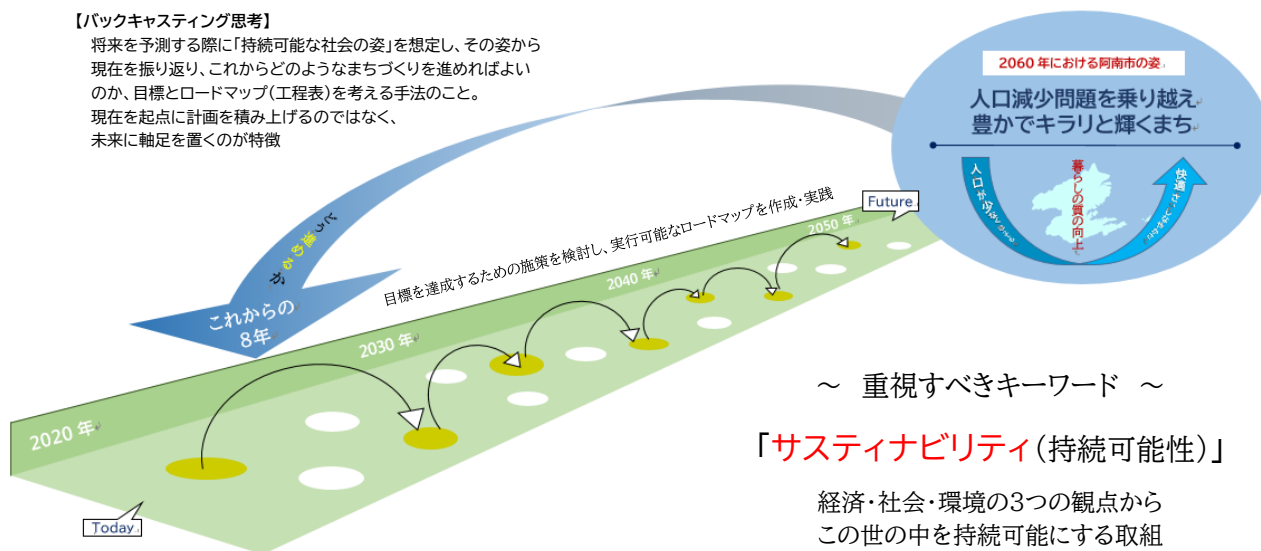 【バックキャスティング思考】
将来を予測する際に「持続可能な社会の姿」を想定し、その姿から
現在を振り返り、これからどのようなまちづくりを進めればよい
のか、目標とロードマップ(工程表)を考える手法のこと。
現在を起点に計画を積み上げるのではなく、
未来に軸足を置くのが特徴
2060年における阿南市の姿
人口減少問題を乗り越え
豊かでキラリと輝くまち
人口が少なくなる
暮らしの質の向上
快適さ
どう進めるか
これからの
8年
目標を達成するための施策を検討し、実行可能なロードマップを作成・実践
Future
2050年
2040年
2030年
2020年
Today
～ 重視すべきキーワード ～
「サスティナビリティ(持続可能性)」
経済・社会・環境の3つの観点から
この世の中を持続可能にする取組